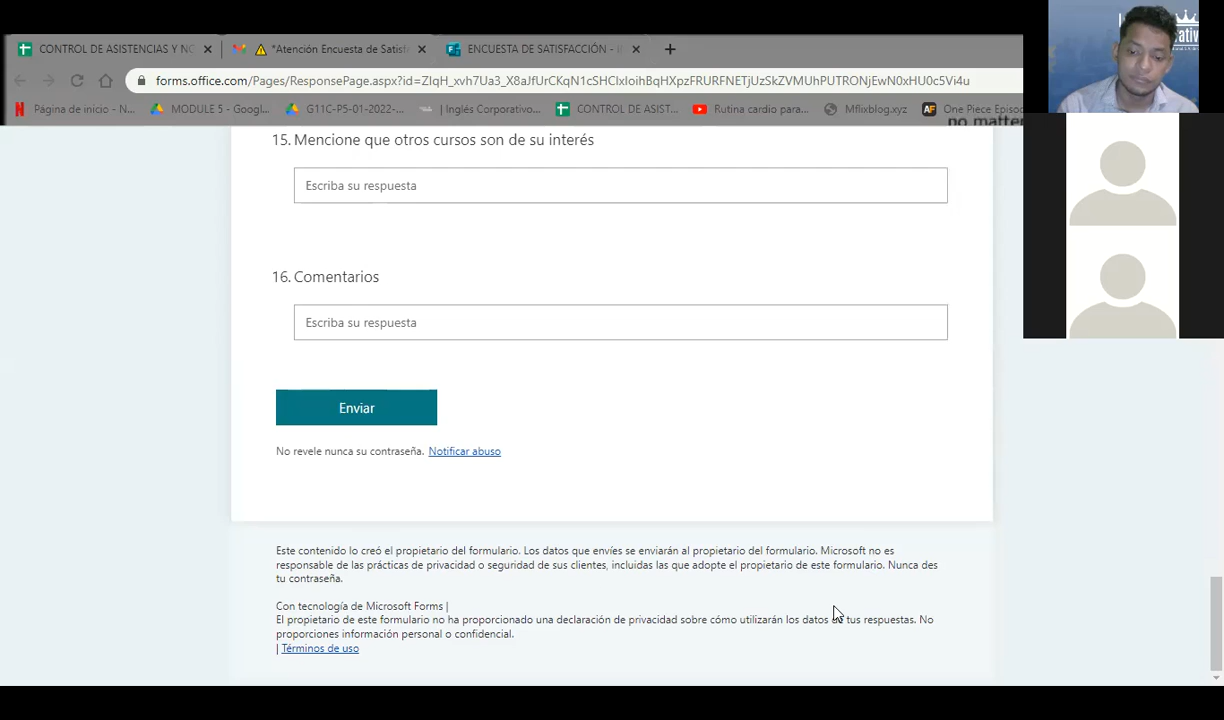 CONTROL DE ASISTENCIAS Y NO
*Atención Encuesta de Satisf
ENCUESTA DE SATISFACCIÓN - I
forms.office.com/Pages/ResponsePage.aspx?id=ZIqH_xvh7Ua3_X8aJfUrCKqN1cSHClxIoihBqHXpzFRURFNETjUzSkZVMUhPUTRONjEwN0xHU0c5Vi4u
Página de inicio - N...
MODULE 5 - Googl...
G11C-P5-01-2022-...
| Inglés Corporativo...
CONTROL DE ASIST...
Rutina cardio para...
Mflixblog.xyz
AF
One Piece Episod
no matter
15. Mencione que otros cursos son de su interés
Escriba su respuesta
16. Comentarios
Escriba su respuesta
Enviar
No revele nunca su contraseña. Notificar abuso
Este contenido lo creó el propietario del formulario. Los datos que envíes se enviarán al propietario del formulario. Microsoft no es
responsable de las prácticas de privacidad o seguridad de sus clientes, incluidas las que adopte el propietario de este formulario. Nunca des
tu contraseña.
Con tecnología de Microsoft Forms |
El propietario de este formulario no ha proporcionado una declaración de privacidad sobre cómo utilizarán los datos de tus respuestas. No
proporciones información personal o confidencial.
| Términos de uso